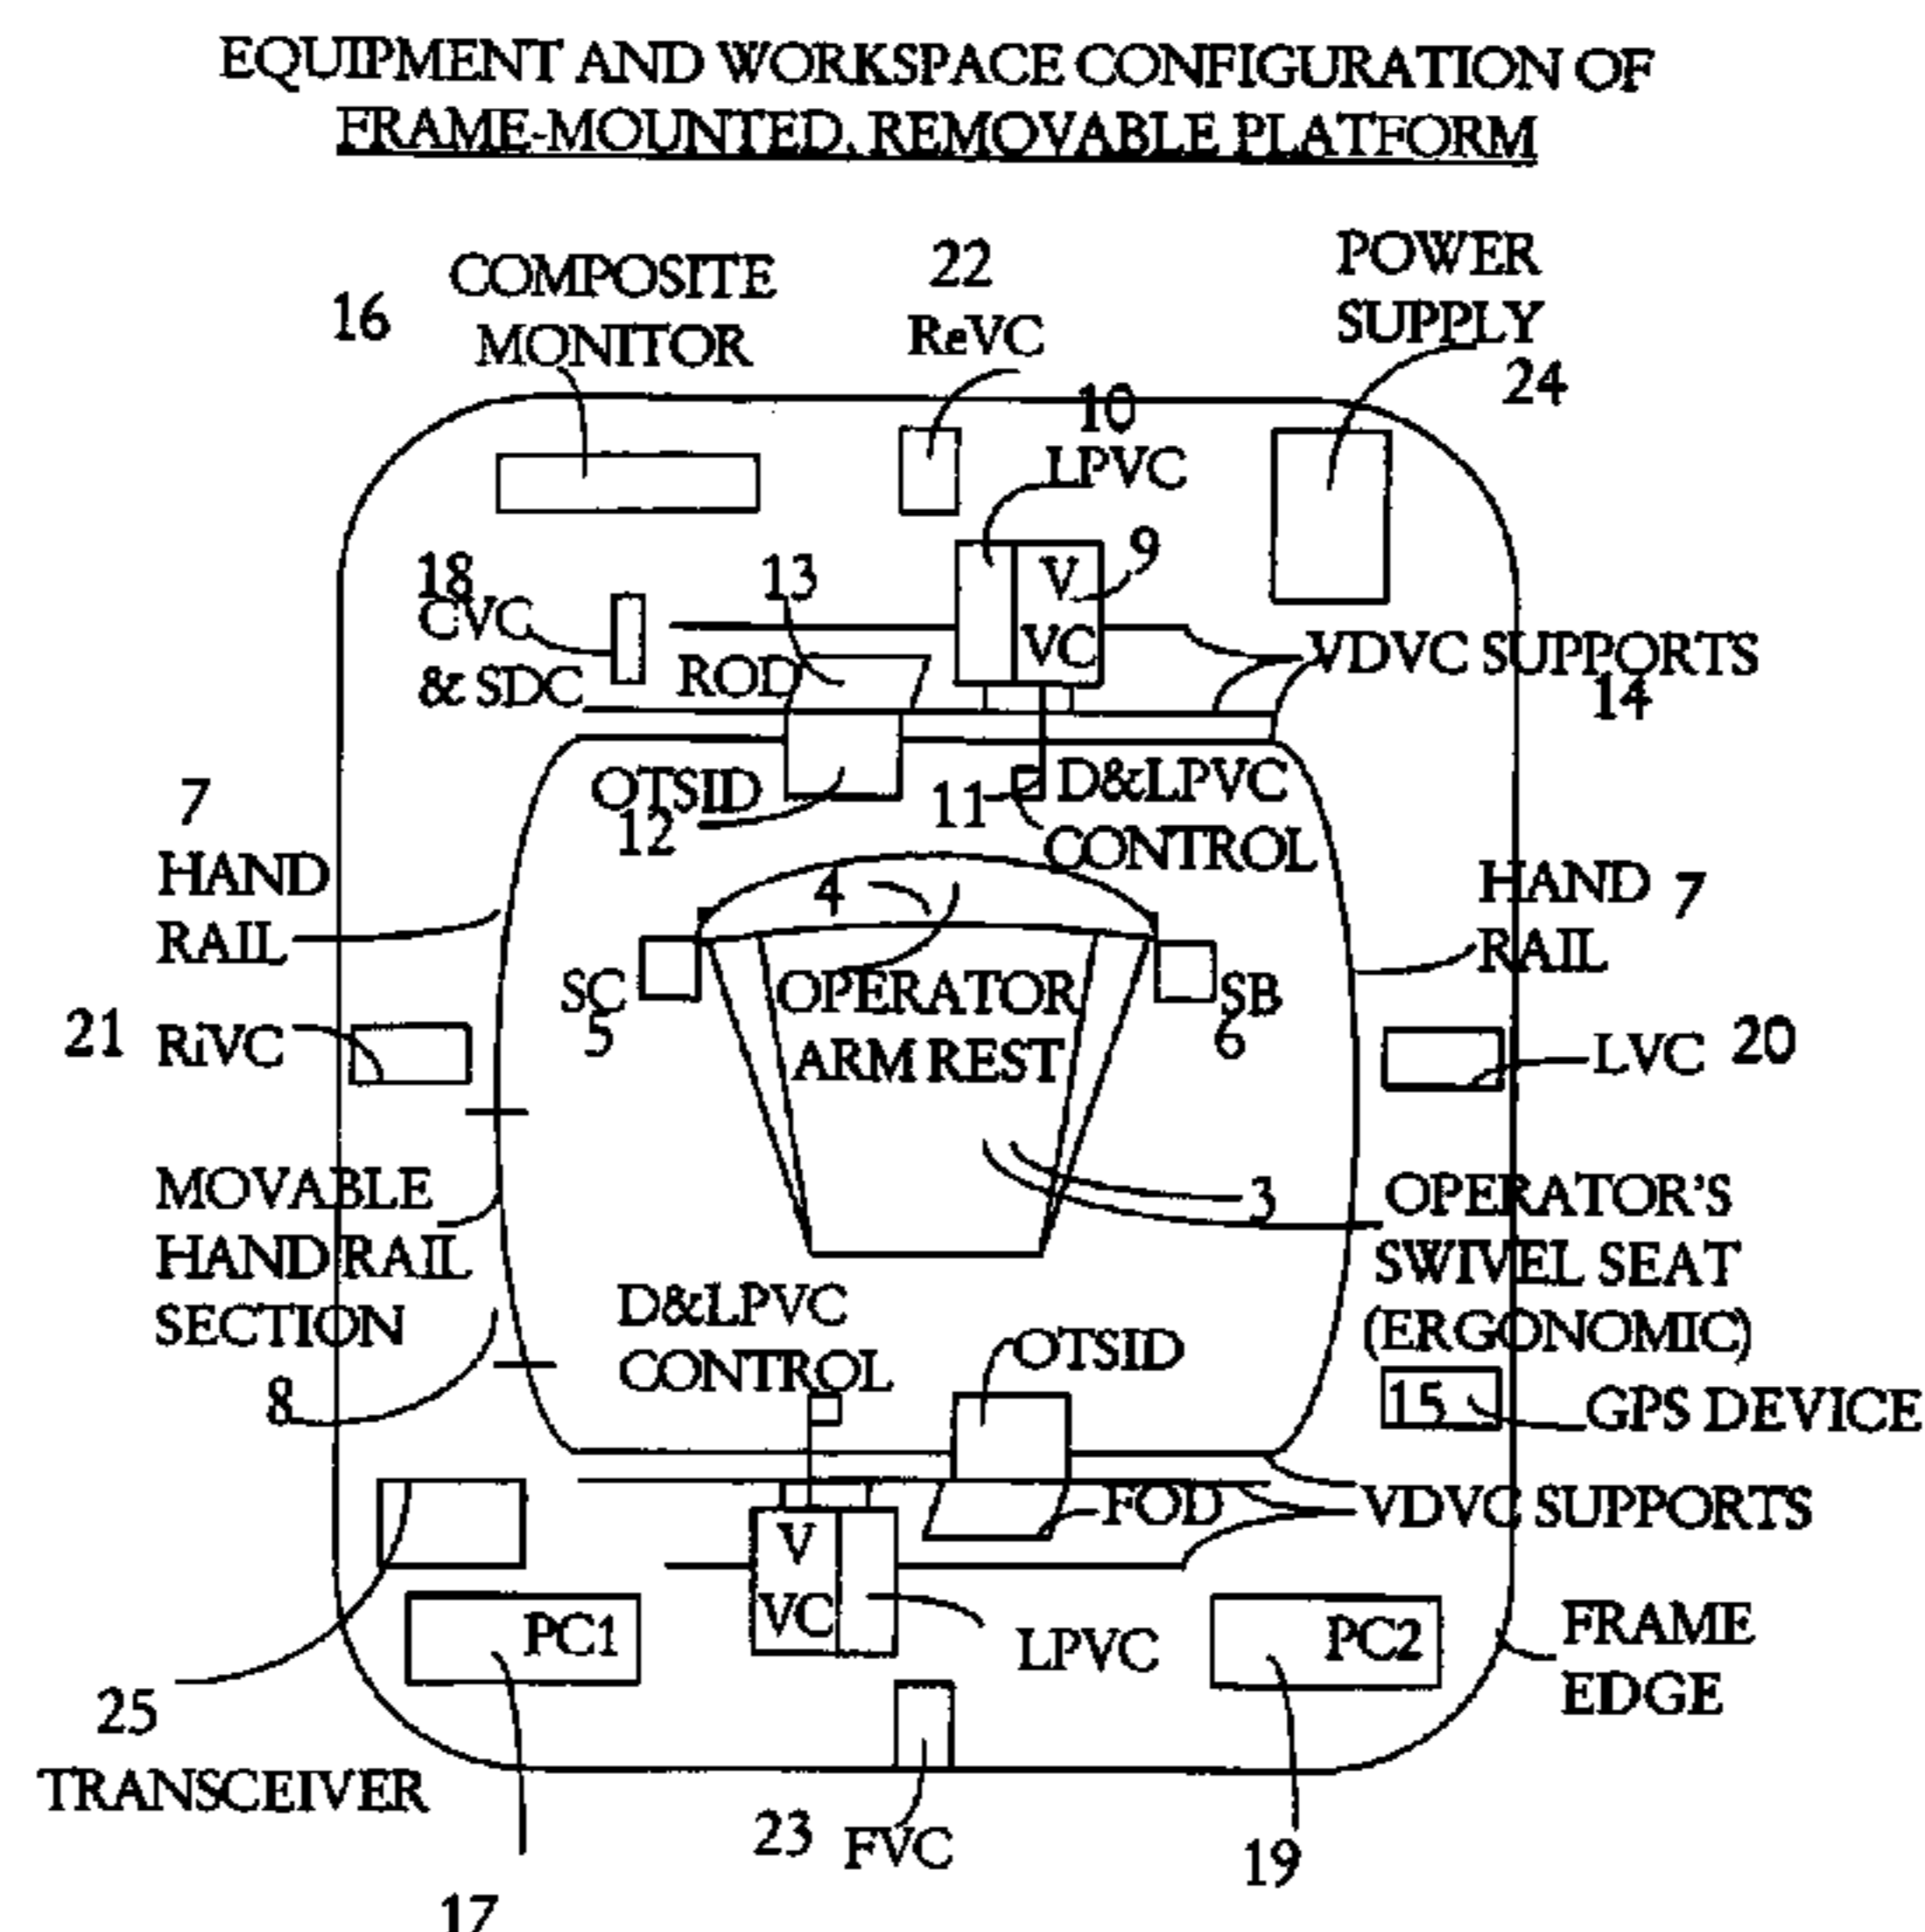 EQUIPMENT AND WORKSPACE CONFIGURATION OF
FRAME-MOUNTED, REMOVABLE PLATFORM
16
COMPOSITE
MONITOR
22
ReVC
POWER
SUPPLY
24
10
LPVC
18
CVC
& SDC
13
ROD
V
VC
9
VDVC SUPPORTS
14
7
HAND
RAIL
OTSID
12
11
D&LPVC
CONTROL
4
HAND
RAIL
7
SC
5
OPERATOR
ARM REST
SB
6
21
RiVC
LVC
20
MOVABLE
HAND RAIL
SECTION
8
3
OPERATOR'S
SWIVEL SEAT
(ERGONOMIC)
D&LPVC
CONTROL
OTSID
15
GPS DEVICE
FOD
VDVC SUPPORTS
V
VC
PC1
LPVC
PC2
FRAME
EDGE
25
TRANSCEIVER
23
FVC
19
17